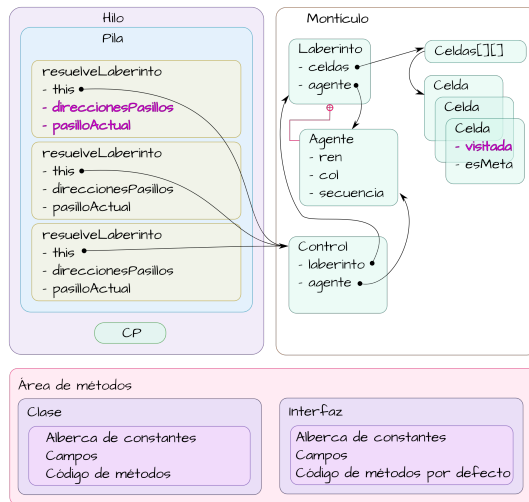 Hilo
Pila
resuelveLaberinto
- this
- direccionesPasillos
- pasilloActual
resuelveLaberinto
- this
- direccionesPasillos
- pasilloActual
resuelveLaberinto
- this
- direccionesPasillos
- pasilloActual
CP
Montículo
Laberinto
- celdas
- agente
Celdas[][]
Celda
Celda
Celda
- visitada
- esMeta
Agente
- ren
- col
- secuencia
Control
- laberinto
- agente
Área de métodos
Clase
Alberca de constantes
Campos
Código de métodos
Interfaz
Alberca de constantes
Campos
Código de métodos por defecto